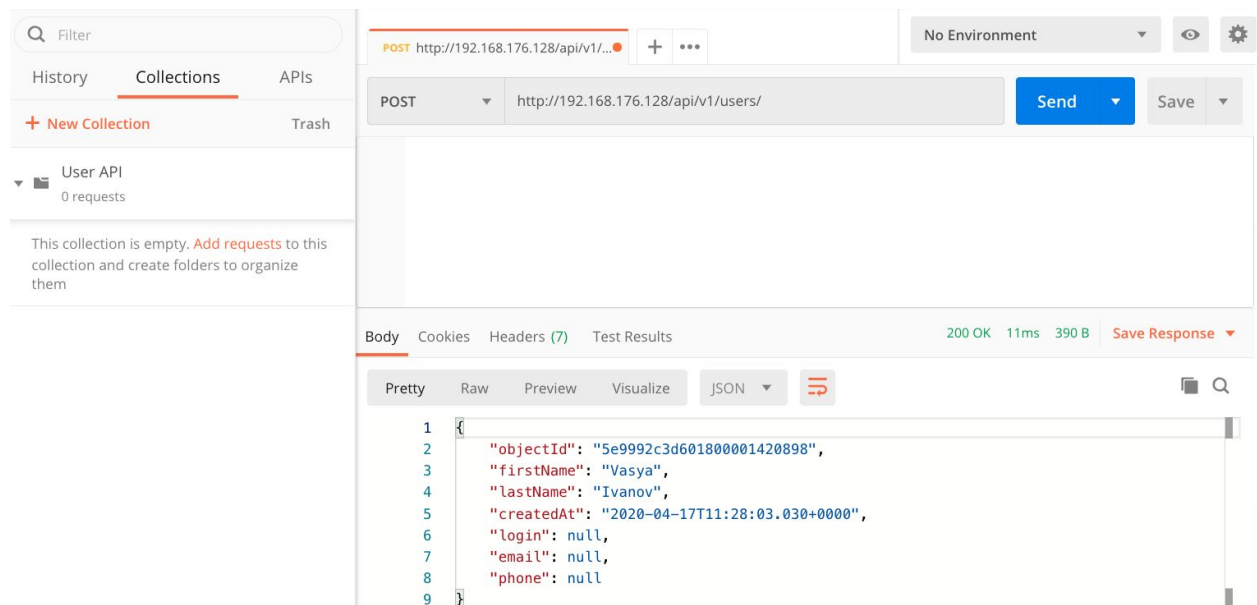 Filter
History Collections APIs
+ New Collection Trash
User API
0 requests
This collection is empty. Add requests to this
collection and create folders to organize
them
POST http://192.168.176.128/api/v1/... + •••
No Environment
POST http://192.168.176.128/api/v1/users/ Send Save
Body Cookies Headers (7) Test Results 200 OK 11ms 390 B Save Response
Pretty Raw Preview Visualize JSON
1 {
2 "objectId": "5e9992c3d601800001420898",
3 "firstName": "Vasya",
4 "lastName": "Ivanov",
5 "createdAt": "2020-04-17T11:28:03.030+0000",
6 "login": null,
7 "email": null,
8 "phone": null
9 }